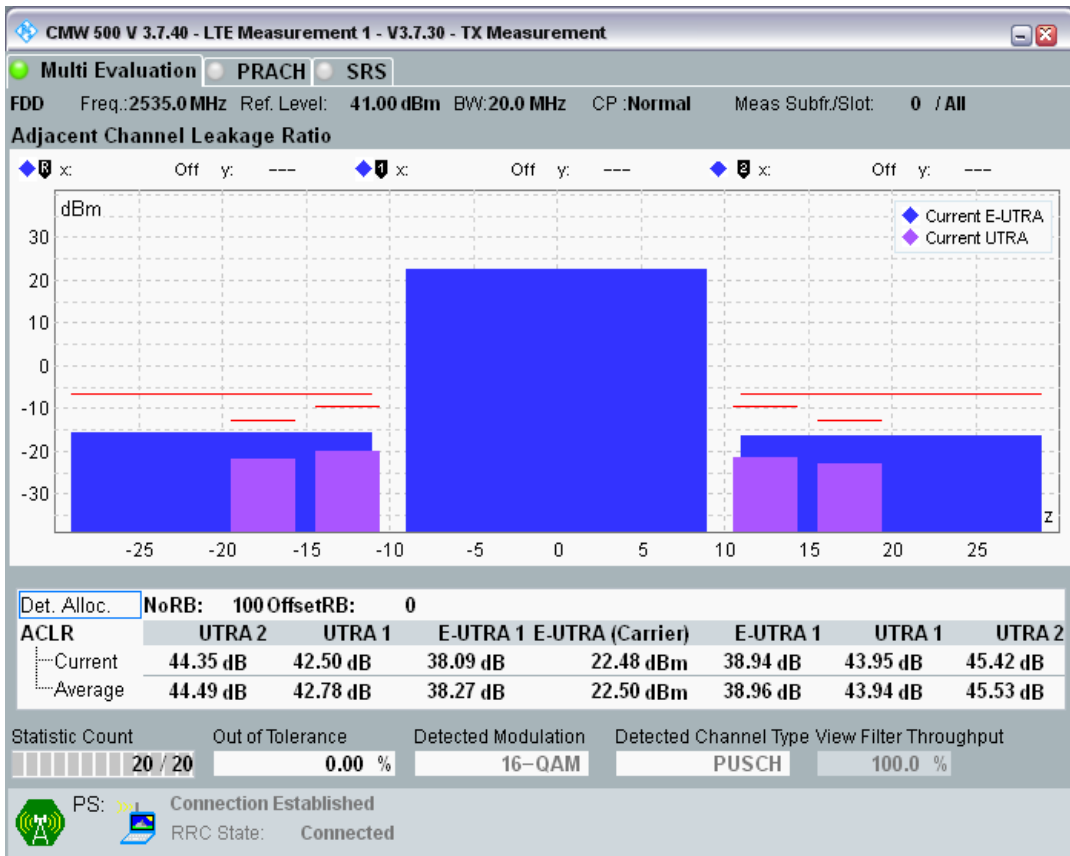 CMW 500 V 3.7.40 - LTE Measurement 1 - V3.7.30 - TX Measurement
Multi Evaluation PRACH SRS
FDD Freq.:2535.0 MHz Ref. Level: 41.00 dBm BW:20.0 MHz CP :Normal Meas Subfr./Slot: 0 / All
Adjacent Channel Leakage Ratio
R x: Off y: --- 1 x: Off y: --- 2 x: Off y: ---
dBm
Current E-UTRA
Current UTRA
30
20
10
0
-10
-20
-30
z
-25 -20 -15 -10 -5 0 5 10 15 20 25
Det. Alloc. NoRB: 100 OffsetRB: 0
ACLR UTRA 2 UTRA 1 E-UTRA 1 E-UTRA (Carrier) E-UTRA 1 UTRA 1 UTRA 2
Current 44.35 dB 42.50 dB 38.09 dB 22.48 dBm 38.94 dB 43.95 dB 45.42 dB
Average 44.49 dB 42.78 dB 38.27 dB 22.50 dBm 38.96 dB 43.94 dB 45.53 dB
Statistic Count Out of Tolerance Detected Modulation Detected Channel Type View Filter Throughput
20 / 20 0.00 % 16-QAM PUSCH 100.0 %
PS: Connection Established
RRC State: Connected